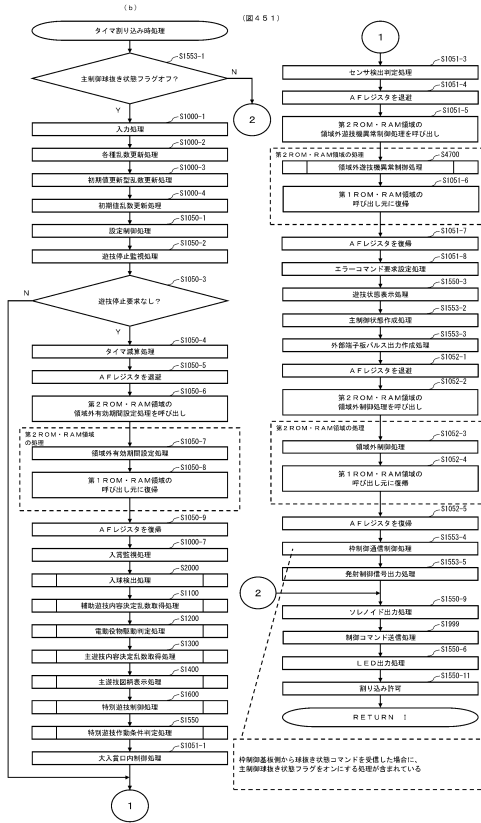 (ｂ)
(図４５１)
タイマ割り込み時処理
S1553-1
主制御球抜き状態フラグオフ？
N
Y
2
S1000-1
入力処理
S1000-2
各種乱数更新処理
S1000-3
初期値更新型乱数更新処理
S1000-4
初期値乱数更新処理
S1050-1
設定制御処理
S1050-2
遊技停止監視処理
S1050-3
N
遊技停止要求なし？
Y
S1050-4
タイマ減算処理
S1050-5
ＡＦレジスタを退避
S1050-6
第２ＲＯＭ・ＲＡＭ領域の
領域外有効期間設定処理を呼び出し
第２ＲＯＭ・ＲＡＭ領域
の処理
S1050-7
領域外有効期間設定処理
S1050-8
第１ＲＯＭ・ＲＡＭ領域の
呼び出し元に復帰
S1050-9
ＡＦレジスタを復帰
S1000-7
入賞監視処理
S2000
入球検出処理
S1100
補助遊技内容決定乱数取得処理
S1200
電動役物駆動判定処理
S1300
主遊技内容決定乱数取得処理
S1400
主遊技図柄表示処理
S1600
特別遊技制御処理
S1550
特別遊技作動条件判定処理
S1051-1
大入賞口内制御処理
1
1
S1051-3
センサ検出判定処理
S1051-4
ＡＦレジスタを退避
S1051-5
第２ＲＯＭ・ＲＡＭ領域の
領域外遊技機異常制御処理を呼び出し
第２ＲＯＭ・ＲＡＭ領域の処理
S4700
領域外遊技機異常制御処理
S1051-6
第１ＲＯＭ・ＲＡＭ領域の
呼び出し元に復帰
S1051-7
ＡＦレジスタを復帰
S1051-8
エラーコマンド要求設定処理
S1550-3
遊技状態表示処理
S1553-2
主制御状態作成処理
S1553-3
外部端子板パルス出力作成処理
S1052-1
ＡＦレジスタを退避
S1052-2
第２ＲＯＭ・ＲＡＭ領域の
領域外制御処理を呼び出し
第２ＲＯＭ・ＲＡＭ領域の処理
S1052-3
領域外制御処理
S1052-4
第１ＲＯＭ・ＲＡＭ領域の
呼び出し元に復帰
S1052-5
ＡＦレジスタを復帰
S1553-4
枠制御通信制御処理
S1553-5
発射制御信号出力処理
2
S1550-9
ソレノイド出力処理
S1999
制御コマンド送信処理
S1550-6
ＬＥＤ出力処理
S1550-11
割り込み許可
ＲＥＴＵＲＮ　Ｉ
枠制御基板側から球抜き状態コマンドを受信した場合に、
主制御球抜き状態フラグをオンにする処理が含まれている